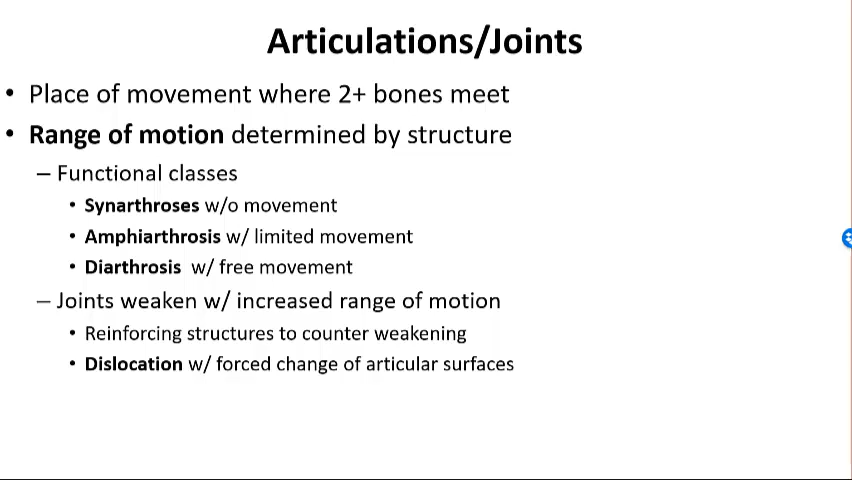 Articulations/Joints
• Place of movement where 2+ bones meet
• Range of motion determined by structure
– Functional classes
• Synarthroses w/o movement
• Amphiarthrosis w/ limited movement
• Diarthrosis w/ free movement
– Joints weaken w/ increased range of motion
• Reinforcing structures to counter weakening
• Dislocation w/ forced change of articular surfaces